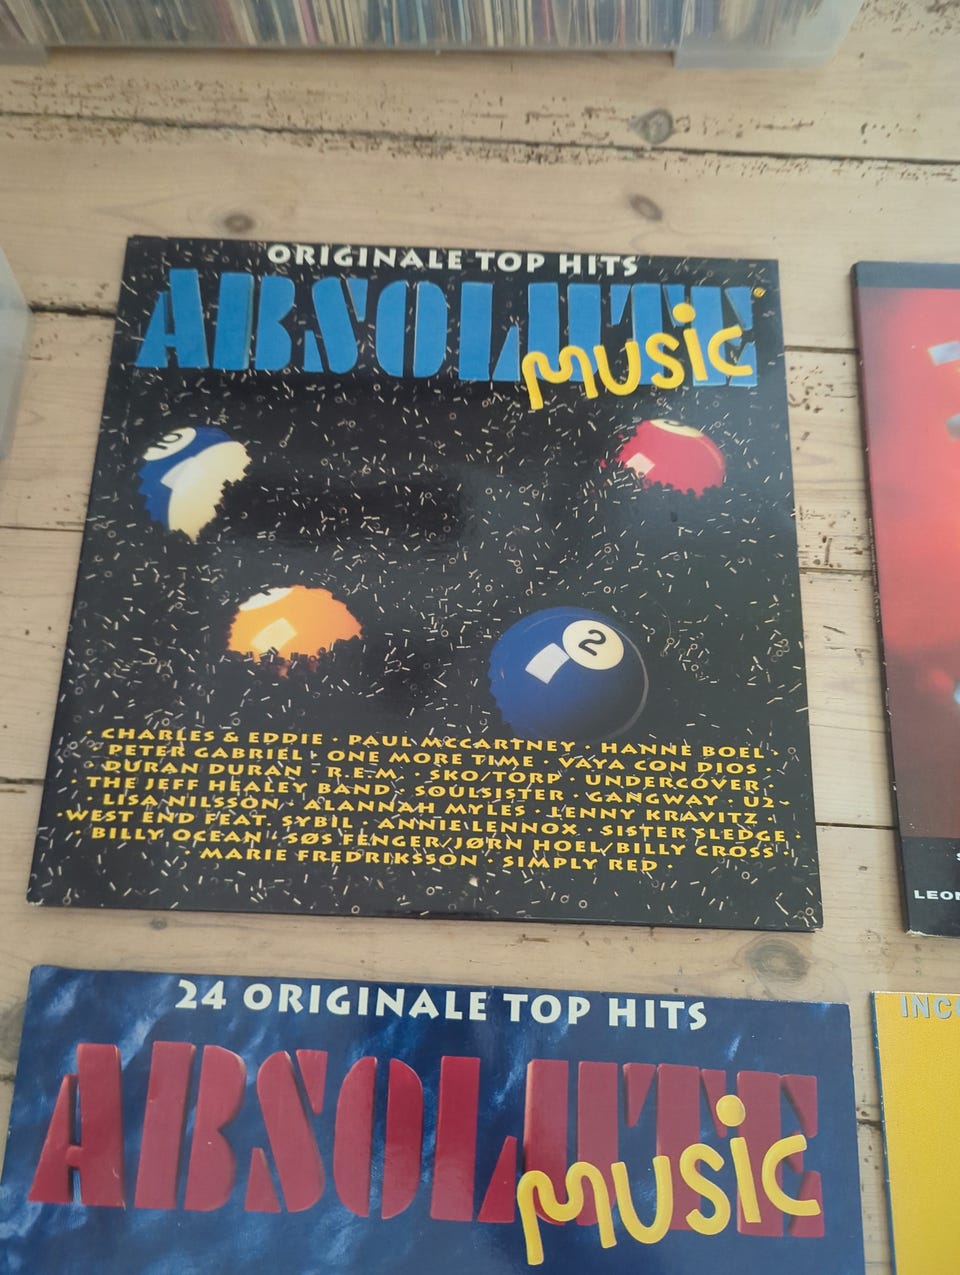 ORIGINALE TOP HITS
ABSOLUTE
MUSIC
2
· CHARLES & EDDIE · PAUL MCCARTNEY · HANNE BOEL ·
PETER GABRIEL · ONE MORE TIME · VAYA CON DIOS ·
· DURAN DURAN · R.E.M. · SKO/TORP · UNDERCOVER ·
· THE JEFF HEALEY BAND · SOULSISTER · GANGWAY · U2 ·
· LISA NILSSON · ALANNAH MYLES · LENNY KRAVITZ ·
· WEST END FEAT. SYBIL · ANNIE LENNOX · SISTER SLEDGE ·
· BILLY OCEAN · SØS FENGER/JØRN HOEL/BILLY CROSS ·
· MARIE FREDRIKSSON · SIMPLY RED ·
LEON
24 ORIGINALE TOP HITS
ABSOLUTE
MUSIC
INC